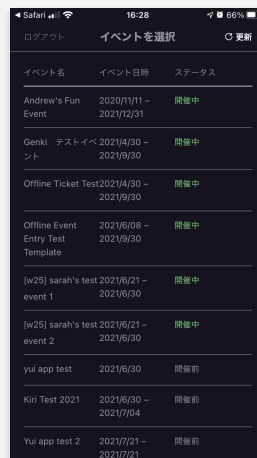 Safari 16:28 66%
ログアウト イベントを選択 更新
イベント名 イベント日時 ステータス
Andrew's Fun 2020/11/11 – 開催中
Event 2021/12/31
Genki テストイベ 2021/4/30 – 開催中
ント 2021/9/30
Offline Ticket Test 2021/4/30 – 開催中
2021/9/30
Offline Event 2021/6/08 – 開催中
Entry Test 2021/9/30
Template
[w25] sarah's test 2021/6/21 – 開催中
event 1 2021/6/30
[w25] sarah's test 2021/6/21 – 開催中
event 2 2021/6/30
yui app test 2021/6/30 開催前
Kiri Test 2021 2021/6/30 – 開催前
2021/7/04
Yui app test 2 2021/7/21 – 開催前
2021/7/21